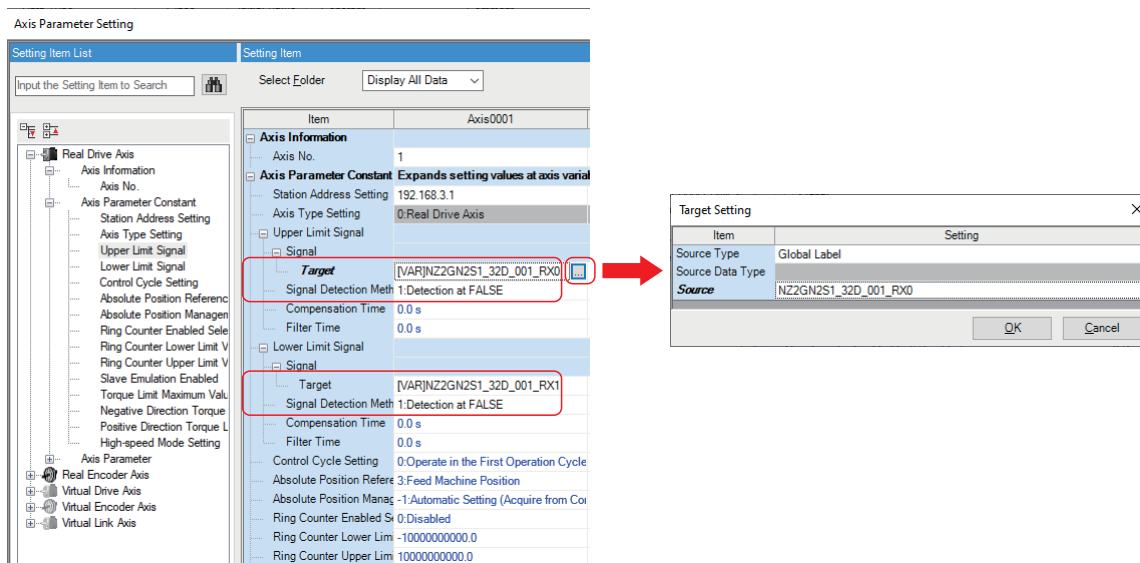 Axis Parameter Setting
Setting Item List
Input the Setting Item to Search
Real Drive Axis
Axis Information
Axis No.
Axis Parameter Constant
Station Address Setting
Axis Type Setting
Upper Limit Signal
Lower Limit Signal
Control Cycle Setting
Absolute Position Referenc
Absolute Position Managen
Ring Counter Enabled Sele
Ring Counter Lower Limit V
Ring Counter Upper Limit V
Slave Emulation Enabled
Torque Limit Maximum Valu
Negative Direction Torque
Positive Direction Torque L
High-speed Mode Setting
Axis Parameter
Real Encoder Axis
Virtual Drive Axis
Virtual Encoder Axis
Virtual Link Axis
Setting Item
Select Folder Display All Data
Item Axis0001
Axis Information
Axis No. 1
Axis Parameter Constant Expands setting values at axis varial
Station Address Setting 192.168.3.1
Axis Type Setting 0:Real Drive Axis
Upper Limit Signal
Signal
Target [VAR]NZ2GN2S1_32D_001_RX0 ...
Signal Detection Meth 1:Detection at FALSE
Compensation Time 0.0 s
Filter Time 0.0 s
Lower Limit Signal
Signal
Target [VAR]NZ2GN2S1_32D_001_RX1
Signal Detection Meth 1:Detection at FALSE
Compensation Time 0.0 s
Filter Time 0.0 s
Control Cycle Setting 0:Operate in the First Operation Cycle
Absolute Position Refere 3:Feed Machine Position
Absolute Position Manag -1:Automatic Setting (Acquire from Cor
Ring Counter Enabled S 0:Disabled
Ring Counter Lower Lim -10000000000.0
Ring Counter Upper Lim 10000000000.0
Target Setting
Item Setting
Source Type Global Label
Source Data Type
Source NZ2GN2S1_32D_001_RX0
OK Cancel